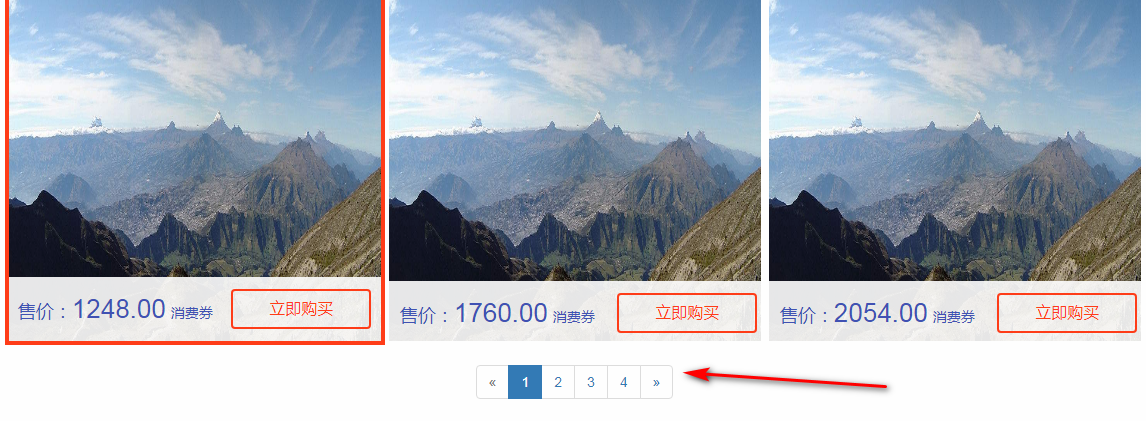 售价：1248.00 消费券 立即购买
售价：1760.00 消费券 立即购买
售价：2054.00 消费券 立即购买
« 1 2 3 4 »